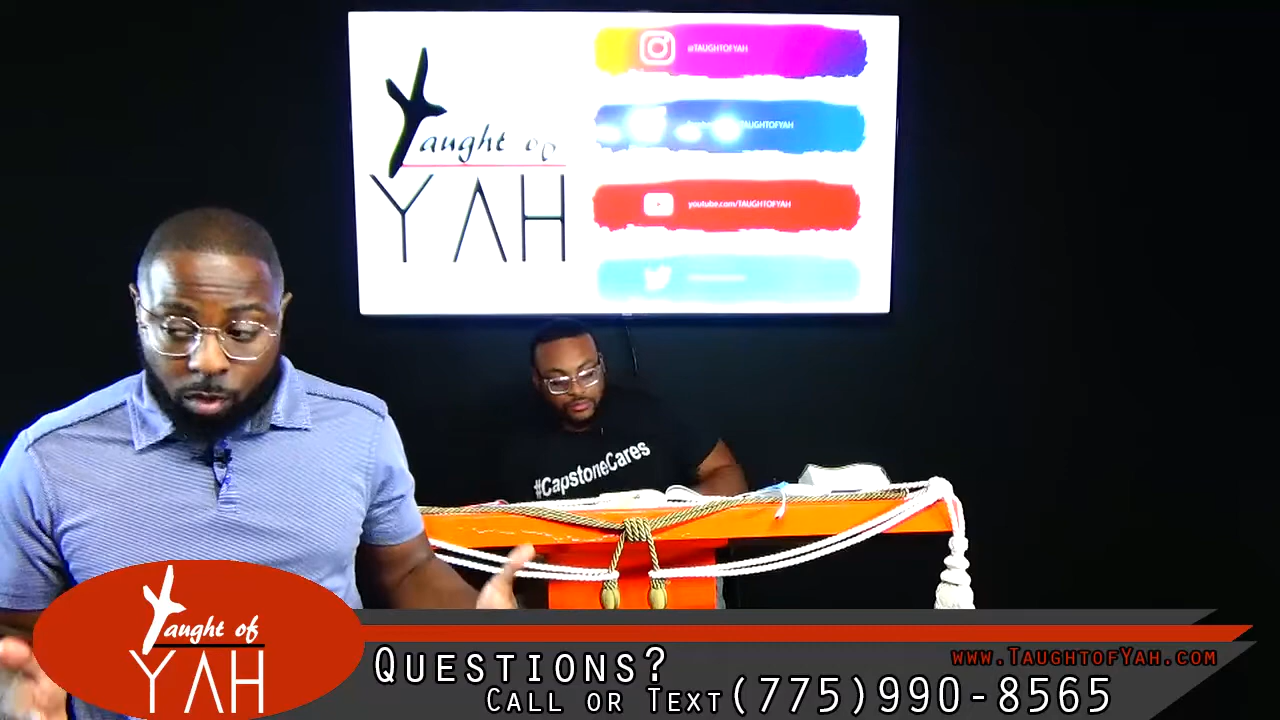 @TAUGHTOFYAH
Taught of
YAH
TAUGHTOFYAH
youtube.com/TAUGHTOFYAH
#CapstoneCares
Taught of
YAH
QUESTIONS?
www.TaughtofYah.com
CALL OR TEXT (775)990-8565